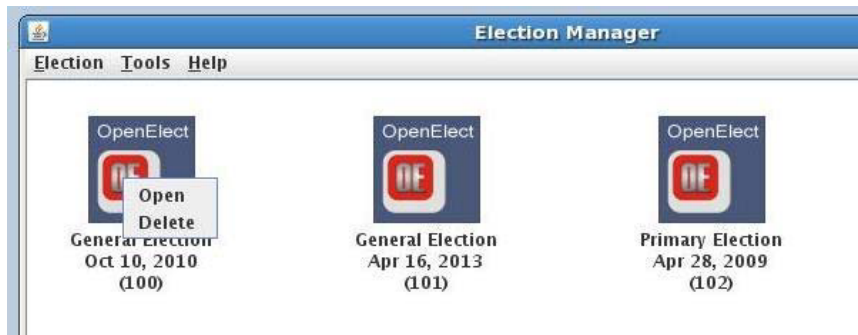 Election Manager
Election Tools Help
OpenElect
OE
Open
Delete
General Election
Oct 10, 2010
(100)
OpenElect
OE
General Election
Apr 16, 2013
(101)
OpenElect
OE
Primary Election
Apr 28, 2009
(102)